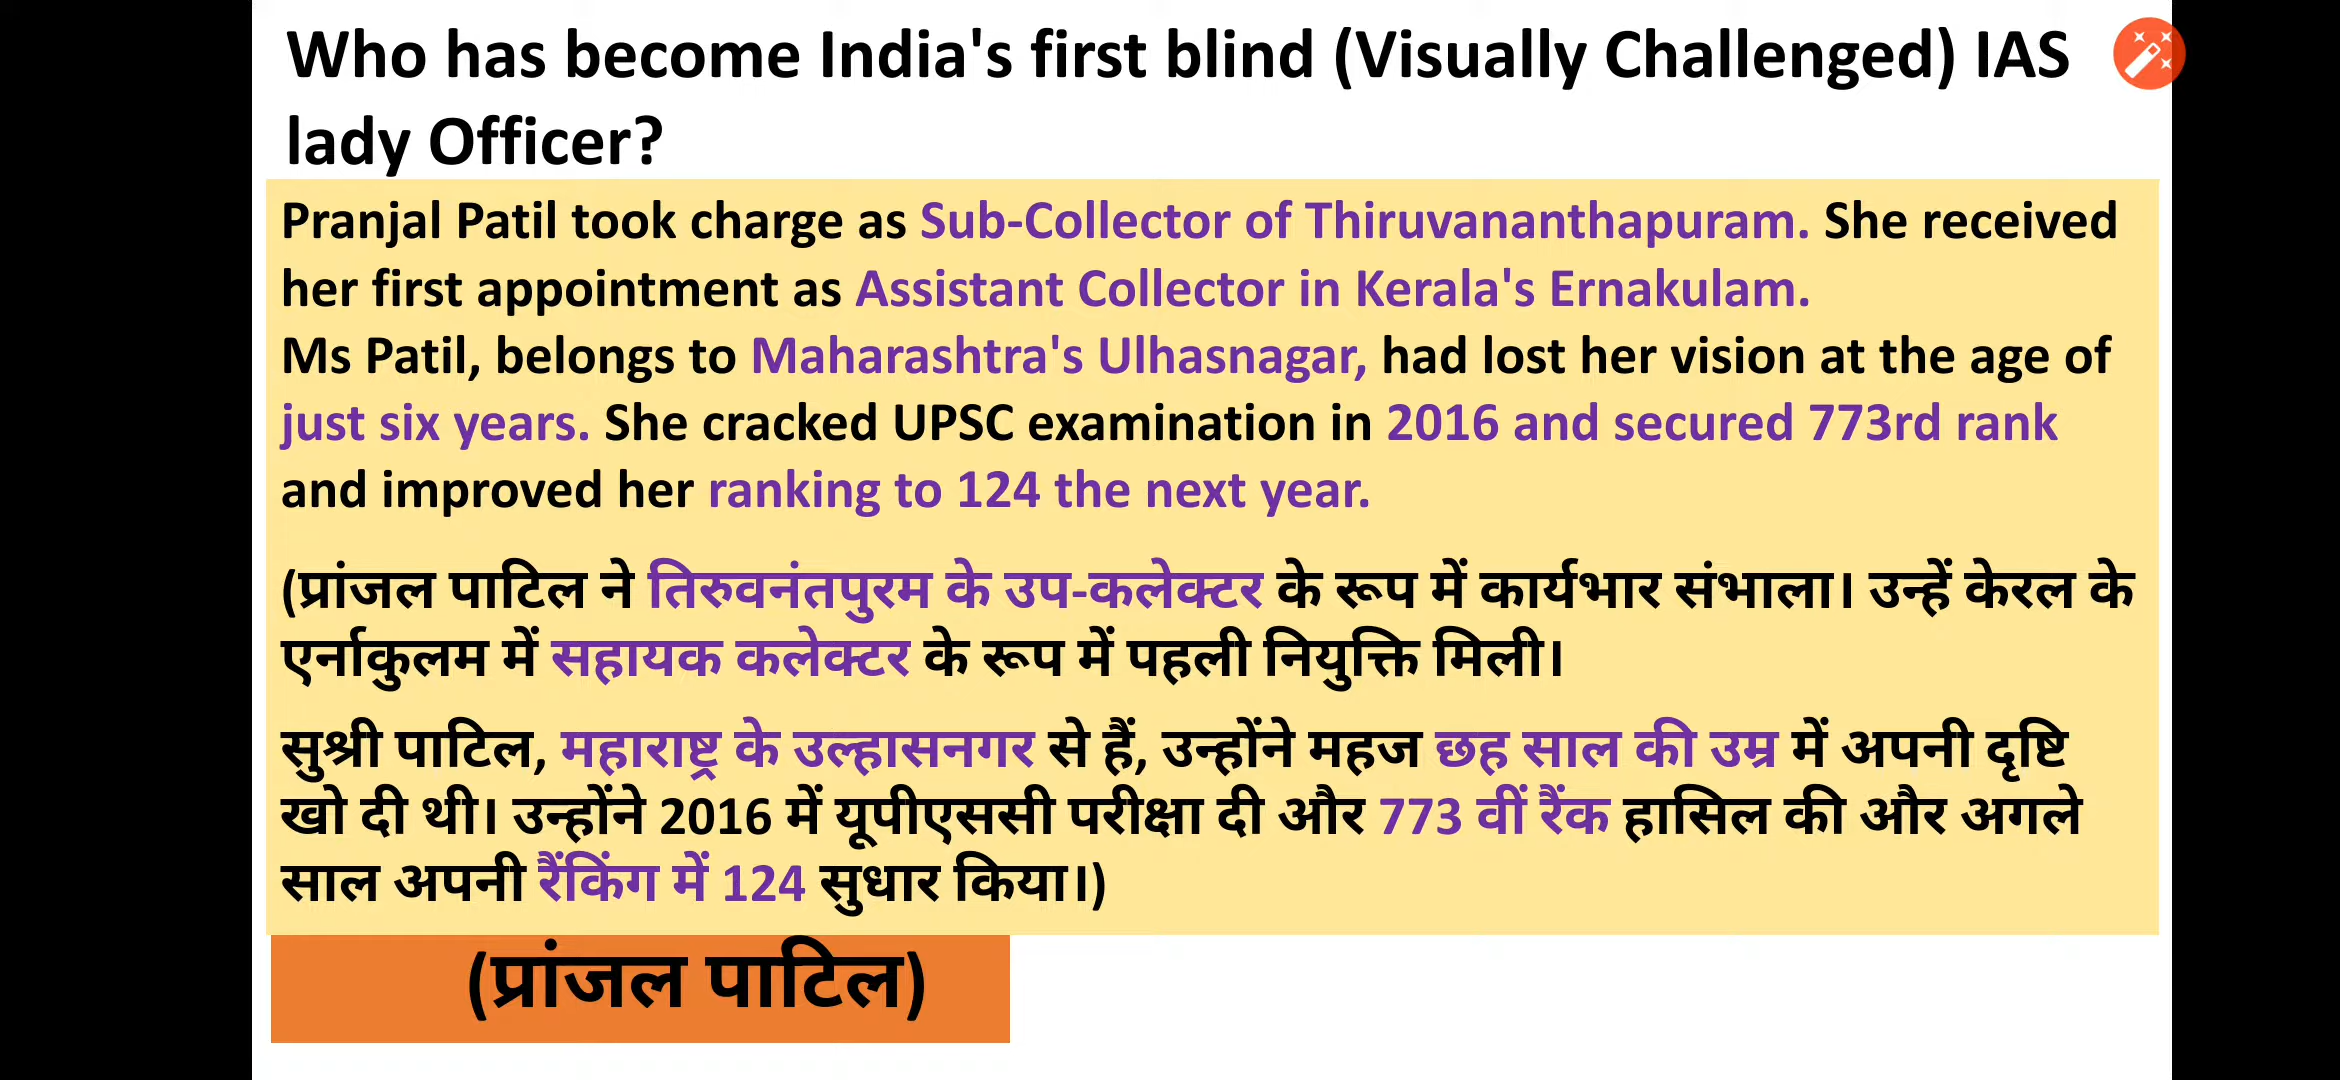 Who has become India's first blind (Visually Challenged) IAS
lady Officer?
Pranjal Patil took charge as Sub-Collector of Thiruvananthapuram. She received
her first appointment as Assistant Collector in Kerala's Ernakulam.
Ms Patil, belongs to Maharashtra's Ulhasnagar, had lost her vision at the age of
just six years. She cracked UPSC examination in 2016 and secured 773rd rank
and improved her ranking to 124 the next year.
(प्रांजल पाटिल ने तिरुवनंतपुरम के उप-कलेक्टर के रूप में कार्यभार संभाला। उन्हें केरल के
एर्नाकुलम में सहायक कलेक्टर के रूप में पहली नियुक्ति मिली।
सुश्री पाटिल, महाराष्ट्र के उल्हासनगर से हैं, उन्होंने महज छह साल की उम्र में अपनी दृष्टि
खो दी थी। उन्होंने 2016 में यूपीएससी परीक्षा दी और 773 वीं रैंक हासिल की और अगले
साल अपनी रैंकिंग में 124 सुधार किया।)
(प्रांजल पाटिल)